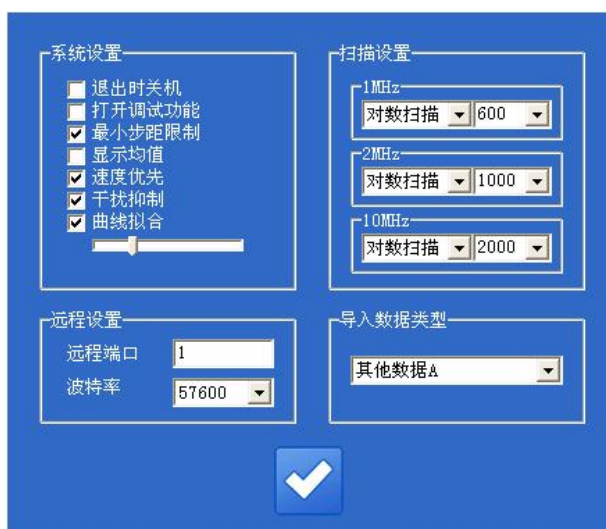 系统设置
退出时关机
打开调试功能
最小步距限制
显示均值
速度优先
干扰抑制
曲线拟合
扫描设置
1MHz
对数扫描 600
2MHz
对数扫描 1000
10MHz
对数扫描 2000
远程设置
远程端口 1
波特率 57600
导入数据类型
其他数据A